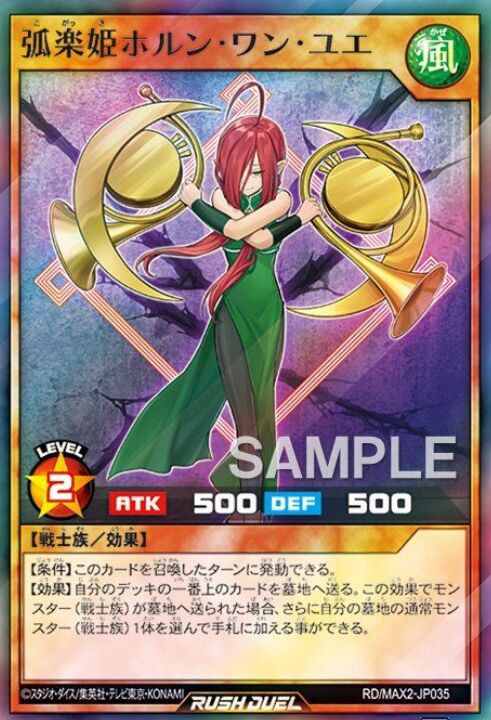 こがっき
弧楽姫ホルン・ワン・ユエ
かぜ
風
SAMPLE
LEVEL
2
ATK 500 DEF 500
【戦士族/効果】
【条件】このカードを召喚したターンに発動できる。
【効果】自分のデッキの一番上のカードを墓地へ送る。この効果でモン
スター(戦士族)が墓地へ送られた場合、さらに自分の墓地の通常モン
スター(戦士族)1体を選んで手札に加える事ができる。
©スタジオ・ダイス/集英社・テレビ東京・KONAMI
RUSH DUEL
RD/MAX2-JP035